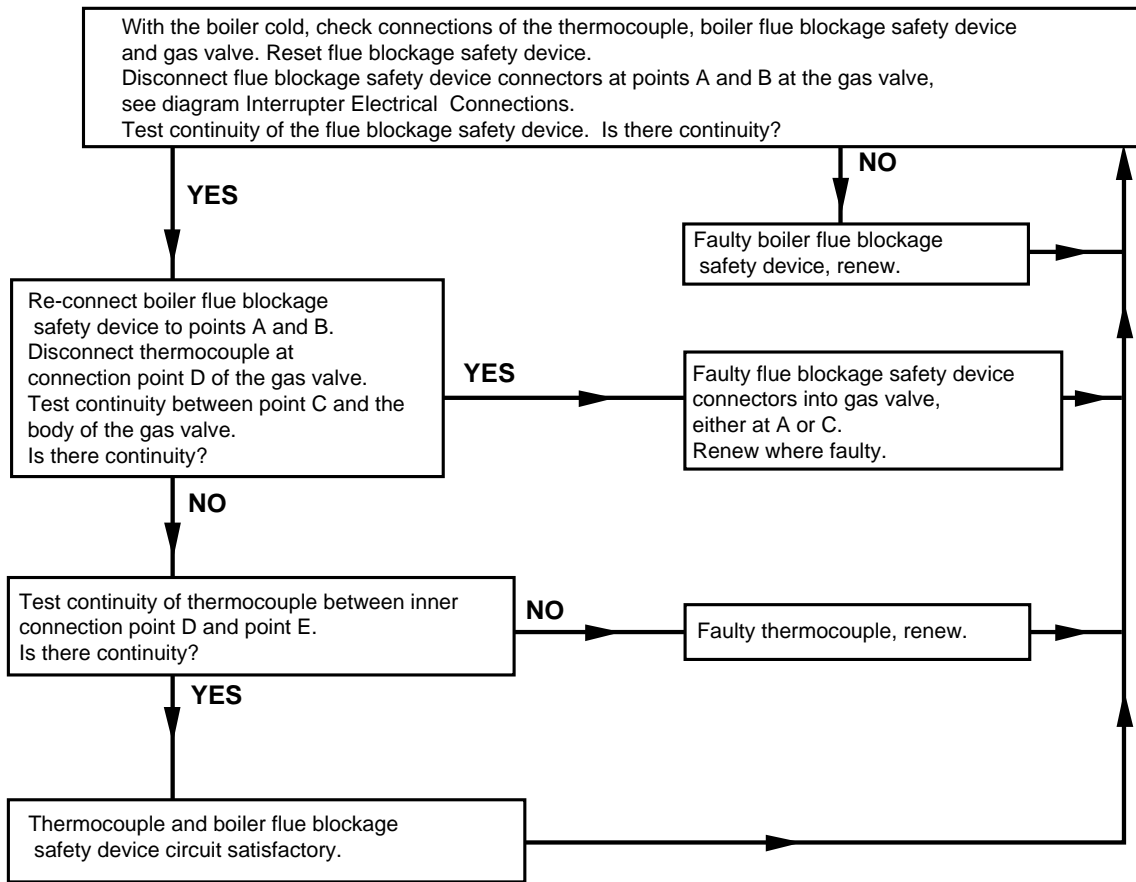 With the boiler cold, check connections of the thermocouple, boiler flue blockage safety device
and gas valve. Reset flue blockage safety device.
Disconnect flue blockage safety device connectors at points A and B at the gas valve,
see diagram Interrupter Electrical Connections.
Test continuity of the flue blockage safety device. Is there continuity?
YES
NO
Faulty boiler flue blockage
safety device, renew.
Re-connect boiler flue blockage
safety device to points A and B.
Disconnect thermocouple at
connection point D of the gas valve.
Test continuity between point C and the
body of the gas valve.
Is there continuity?
YES
Faulty flue blockage safety device
connectors into gas valve,
either at A or C.
Renew where faulty.
NO
Test continuity of thermocouple between inner
connection point D and point E.
Is there continuity?
NO
Faulty thermocouple, renew.
YES
Thermocouple and boiler flue blockage
safety device circuit satisfactory.